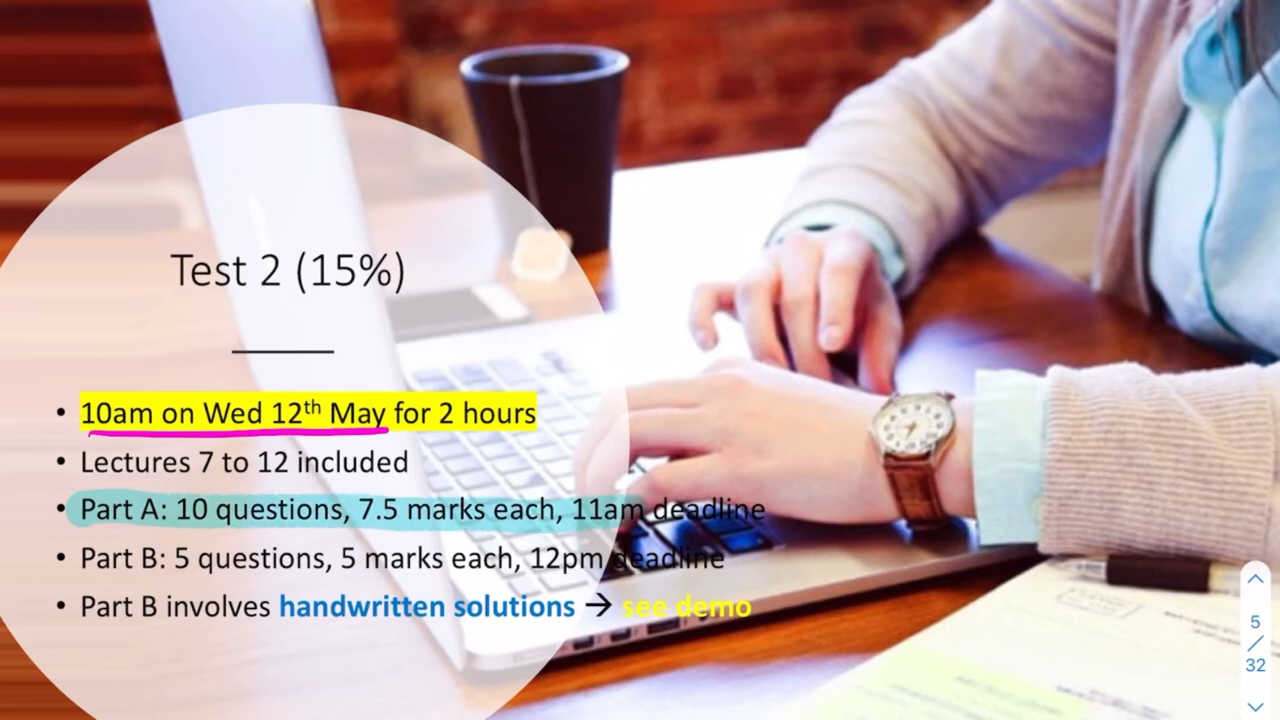 Test 2 (15%)
• 10am on Wed 12th May for 2 hours
• Lectures 7 to 12 included
• Part A: 10 questions, 7.5 marks each, 11am deadline
• Part B: 5 questions, 5 marks each, 12pm deadline
• Part B involves handwritten solutions → see demo
5
/
32